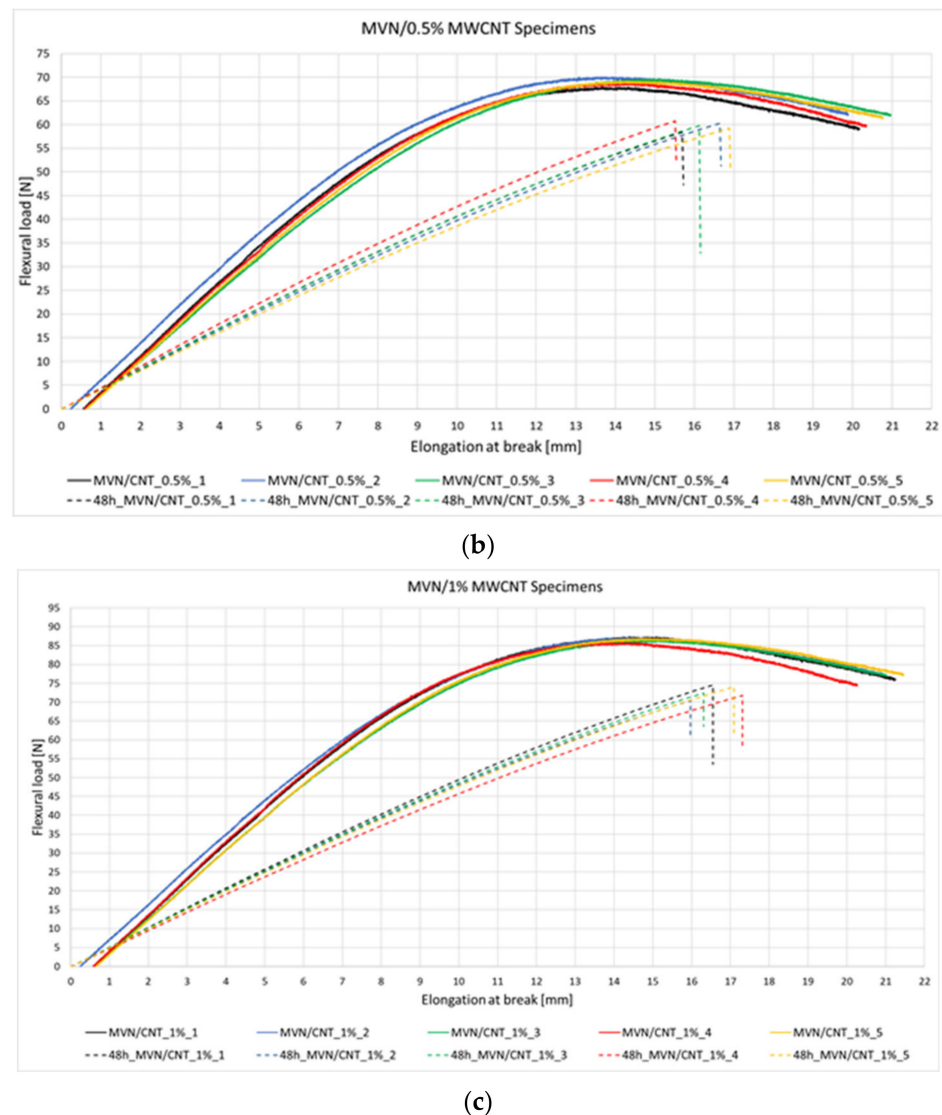 MVN/0.5% MWCNT Specimens
75
70
65
60
55
50
45
40
35
30
25
20
15
10
5
0
Flexural load [N]
0 1 2 3 4 5 6 7 8 9 10 11 12 13 14 15 16 17 18 19 20 21 22
Elongation at break [mm]
MVN/CNT_0.5%_1 MVN/CNT_0.5%_2 MVN/CNT_0.5%_3 MVN/CNT_0.5%_4 MVN/CNT_0.5%_5
48h_MVN/CNT_0.5%_1 48h_MVN/CNT_0.5%_2 48h_MVN/CNT_0.5%_3 48h_MVN/CNT_0.5%_4 48h_MVN/CNT_0.5%_5
(b)
MVN/1% MWCNT Specimens
95
90
85
80
75
70
65
60
55
50
45
40
35
30
25
20
15
10
5
0
Flexural load [N]
0 1 2 3 4 5 6 7 8 9 10 11 12 13 14 15 16 17 18 19 20 21 22
Elongation at break [mm]
MVN/CNT_1%_1 MVN/CNT_1%_2 MVN/CNT_1%_3 MVN/CNT_1%_4 MVN/CNT_1%_5
48h_MVN/CNT_1%_1 48h_MVN/CNT_1%_2 48h_MVN/CNT_1%_3 48h_MVN/CNT_1%_4 48h_MVN/CNT_1%_5
(c)